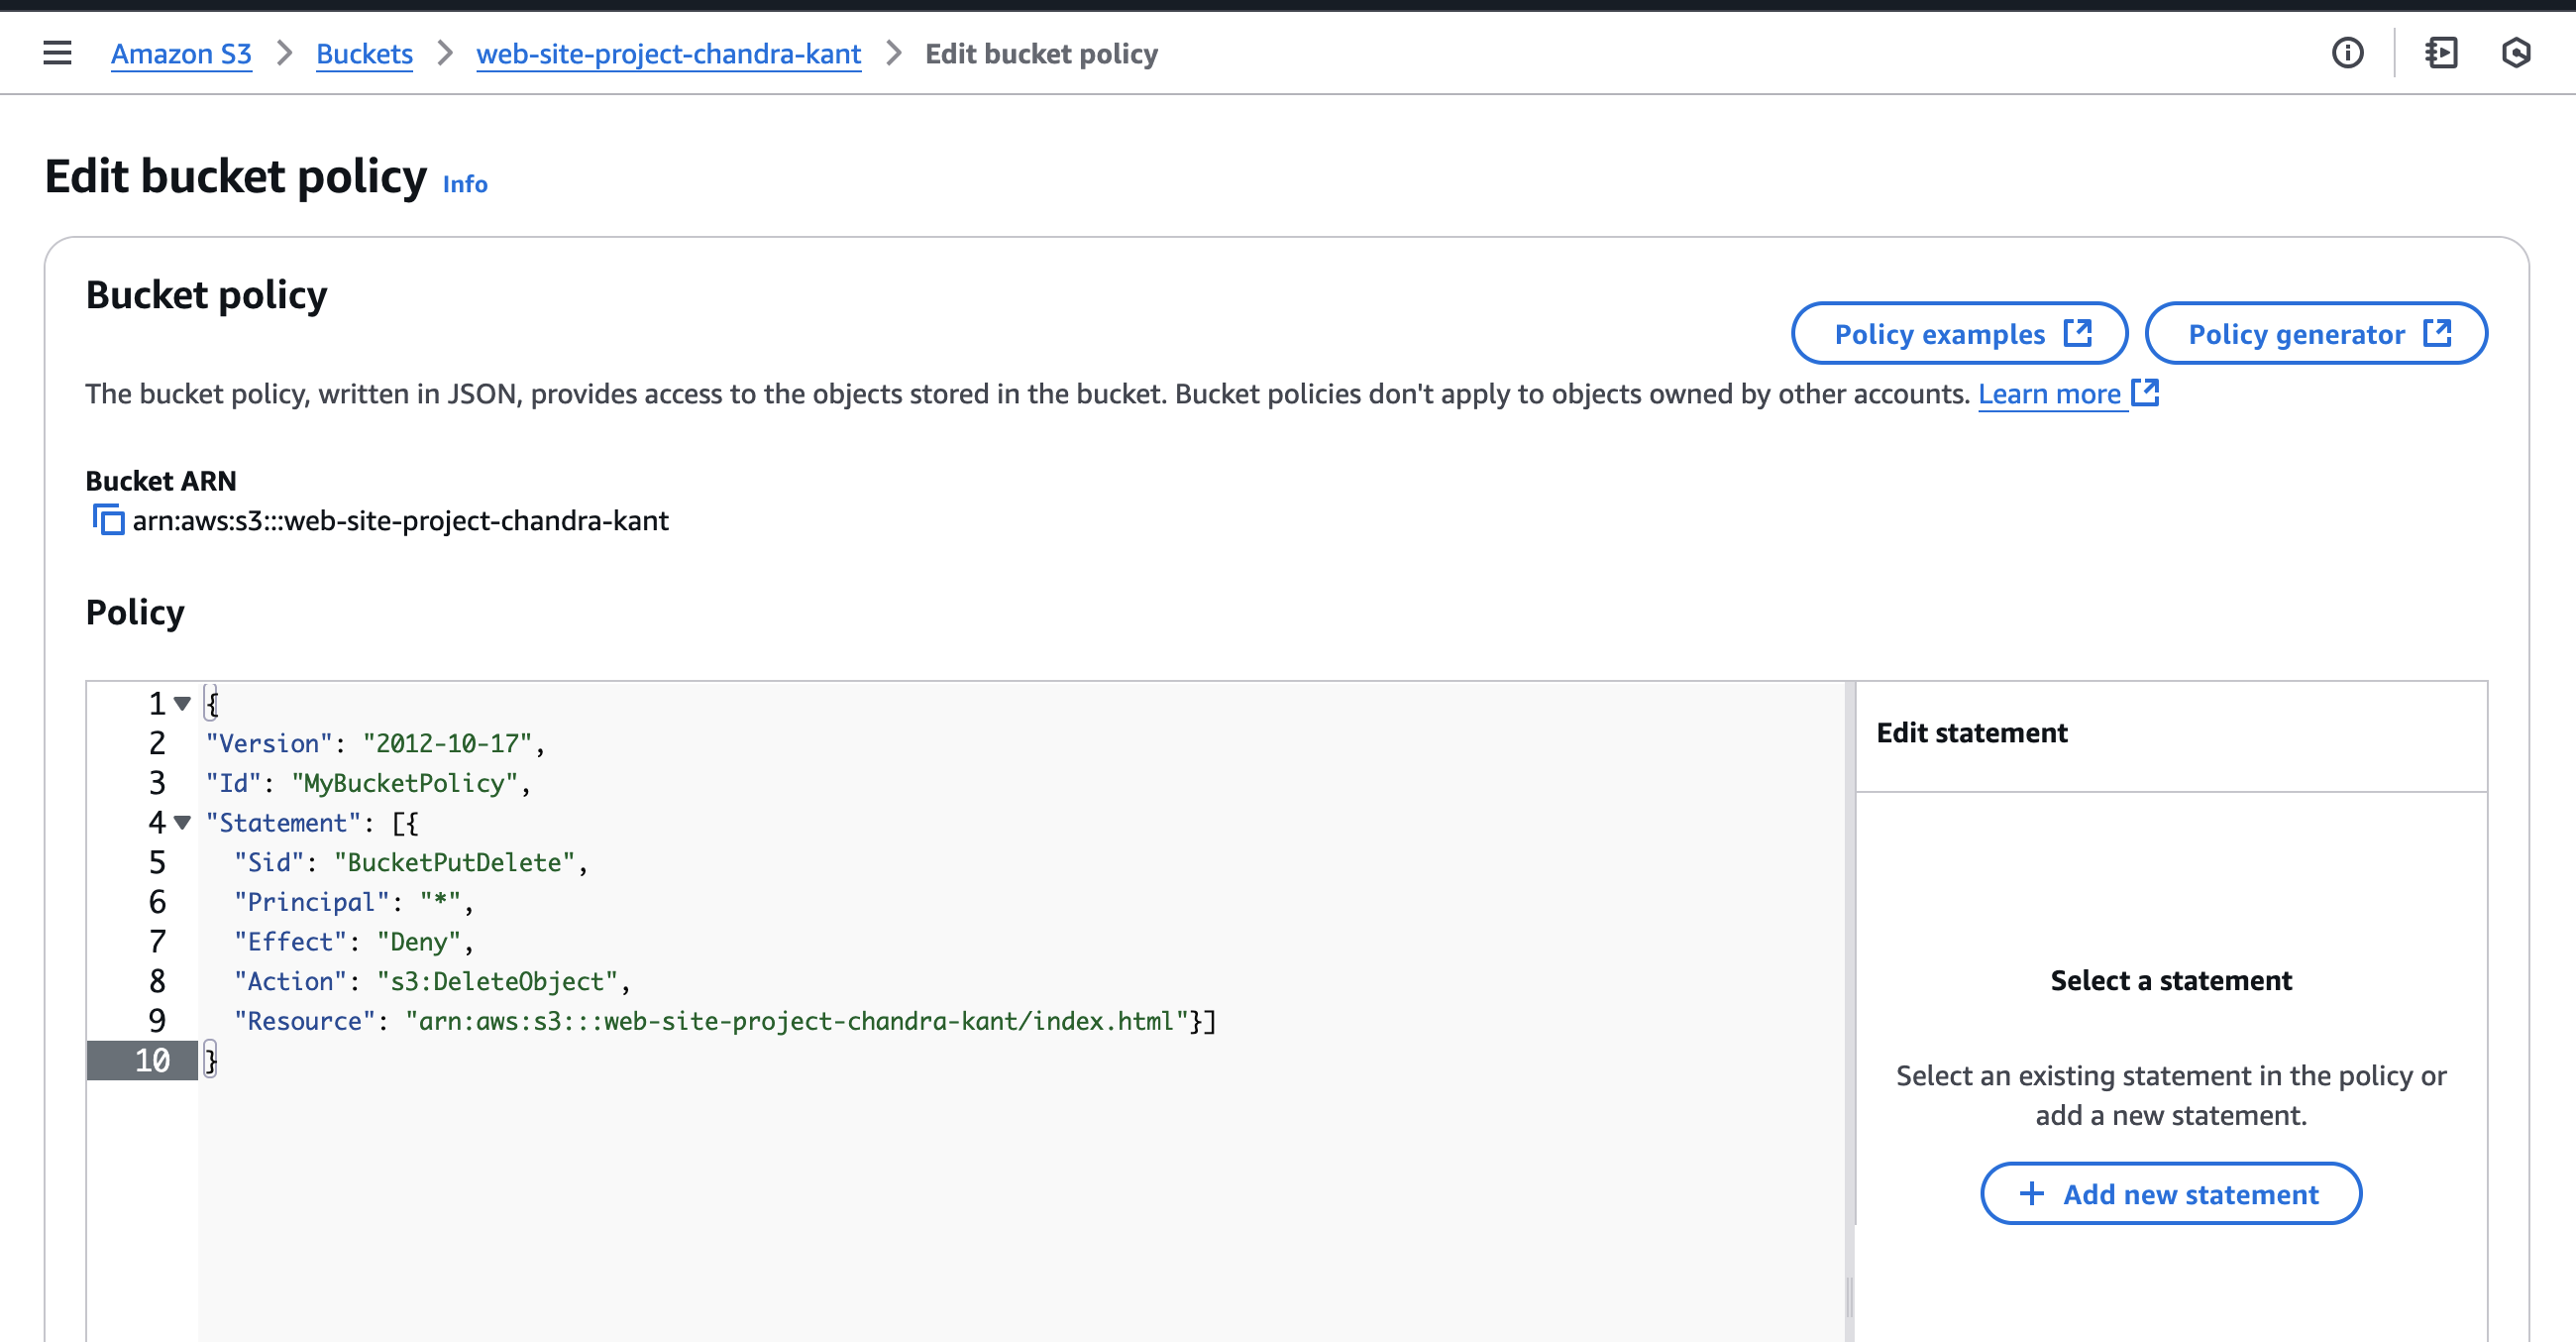 Amazon S3 > Buckets > web-site-project-chandra-kant > Edit bucket policy
Edit bucket policy Info
Bucket policy
Policy examples
Policy generator
The bucket policy, written in JSON, provides access to the objects stored in the bucket. Bucket policies don't apply to objects owned by other accounts. Learn more
Bucket ARN
arn:aws:s3:::web-site-project-chandra-kant
Policy
1 {
2 "Version": "2012-10-17",
3 "Id": "MyBucketPolicy",
4 "Statement": [{
5 "Sid": "BucketPutDelete",
6 "Principal": "*",
7 "Effect": "Deny",
8 "Action": "s3:DeleteObject",
9 "Resource": "arn:aws:s3:::web-site-project-chandra-kant/index.html"}]
10 }
Edit statement
Select a statement
Select an existing statement in the policy or
add a new statement.
+ Add new statement